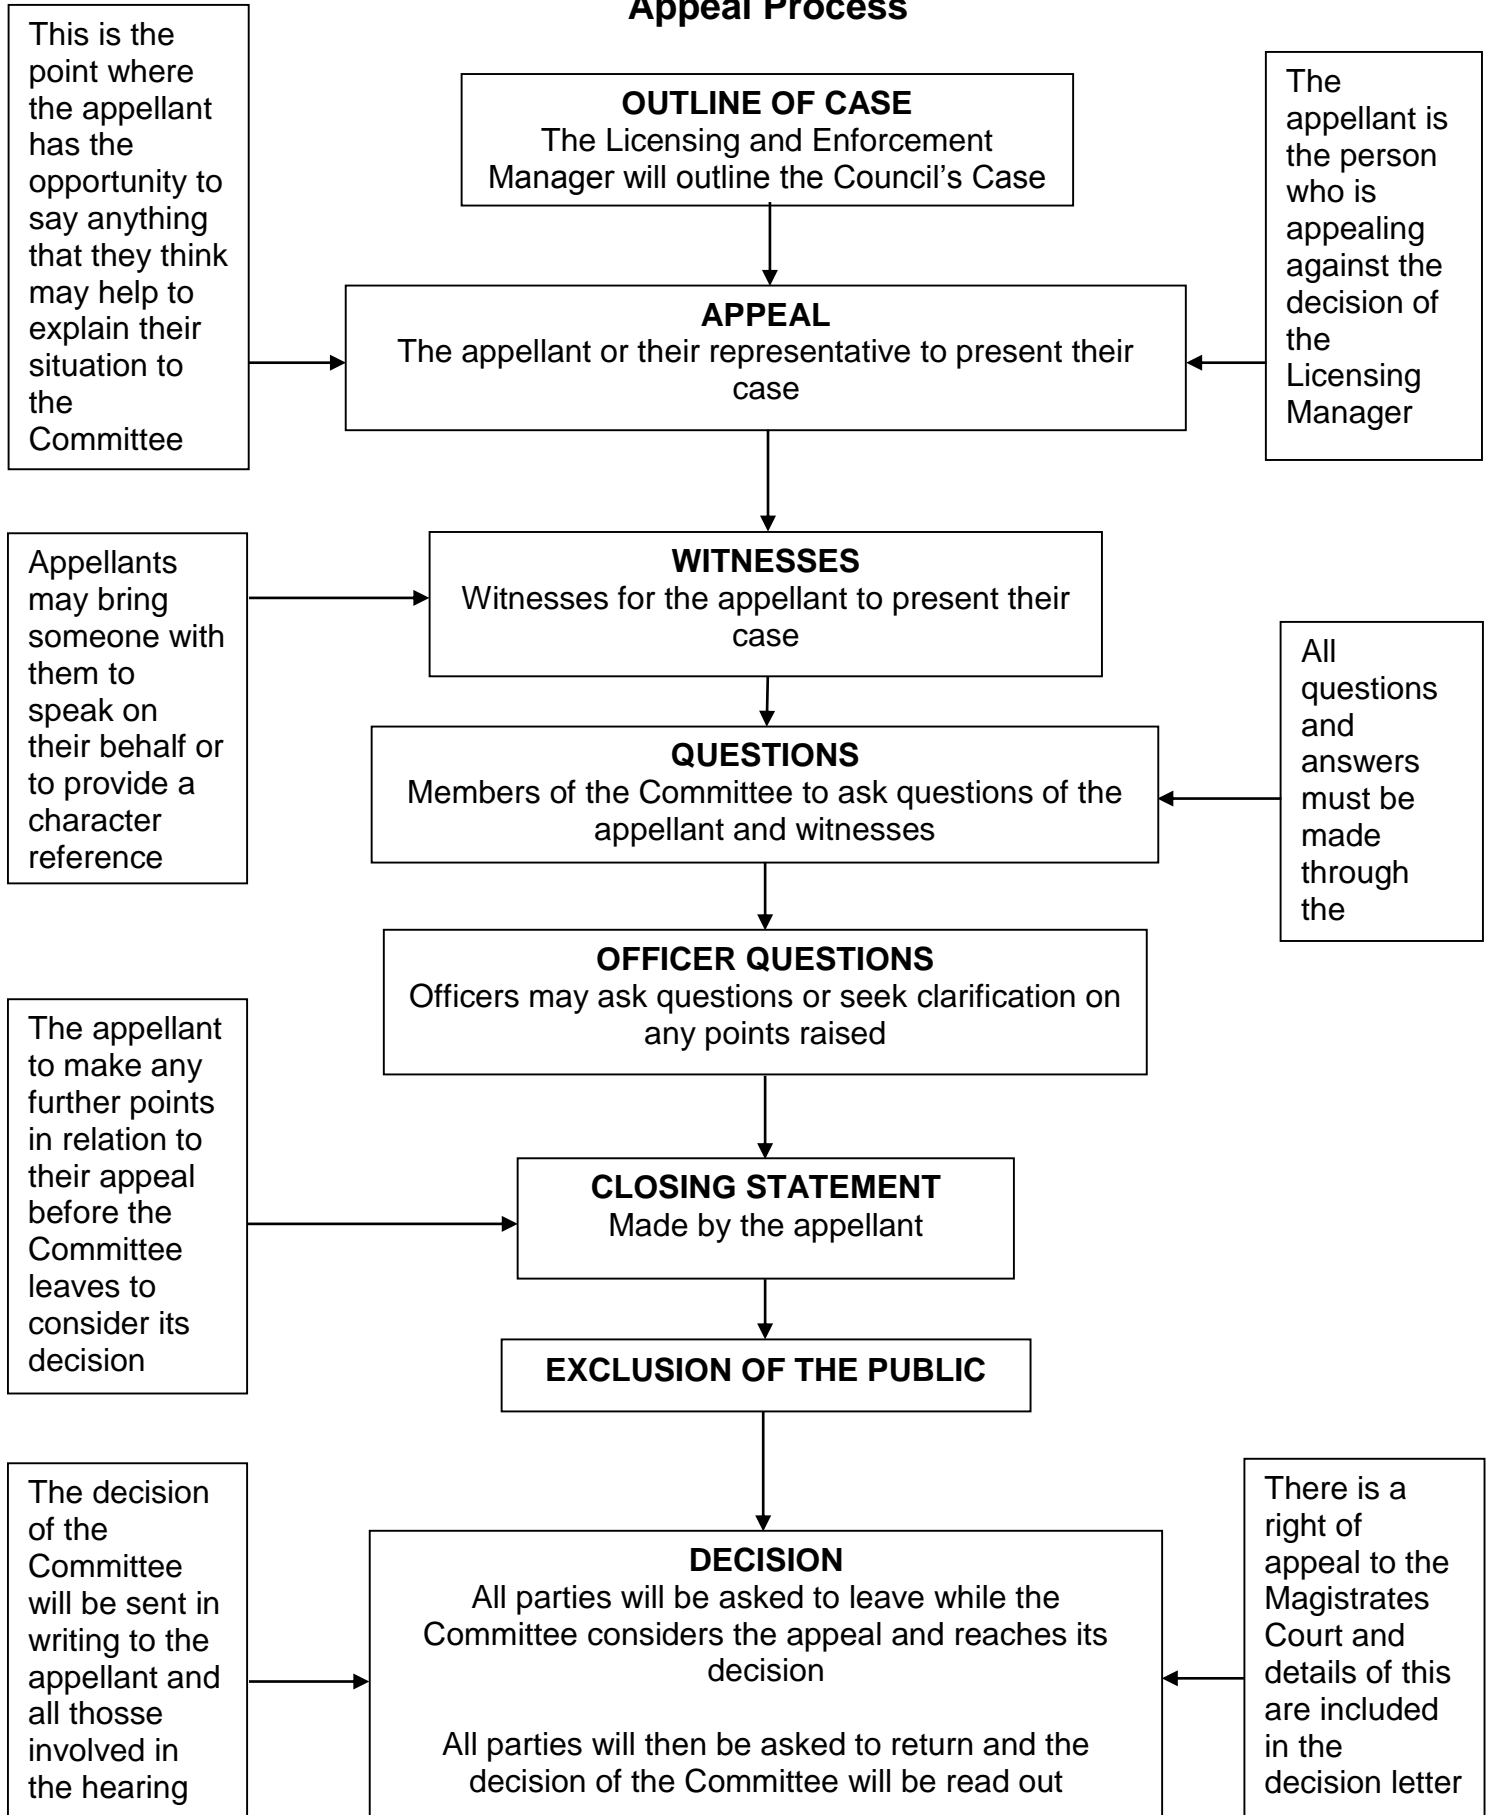 Appeal Process
This is the
point where
the appellant
has the
opportunity to
say anything
that they think
may help to
explain their
situation to
the
Committee
OUTLINE OF CASE
The Licensing and Enforcement
Manager will outline the Council's Case
The
appellant is
the person
who is
appealing
against the
decision of
the
Licensing
Manager
APPEAL
The appellant or their representative to present their
case
Appellants
may bring
someone with
them to
speak on
their behalf or
to provide a
character
reference
WITNESSES
Witnesses for the appellant to present their
case
All
questions
and
answers
must be
made
through
the
QUESTIONS
Members of the Committee to ask questions of the
appellant and witnesses
OFFICER QUESTIONS
Officers may ask questions or seek clarification on
any points raised
The appellant
to make any
further points
in relation to
their appeal
before the
Committee
leaves to
consider its
decision
CLOSING STATEMENT
Made by the appellant
EXCLUSION OF THE PUBLIC
The decision
of the
Committee
will be sent in
writing to the
appellant and
all thosse
involved in
the hearing
DECISION
All parties will be asked to leave while the
Committee considers the appeal and reaches its
decision
All parties will then be asked to return and the
decision of the Committee will be read out
There is a
right of
appeal to the
Magistrates
Court and
details of this
are included
in the
decision letter